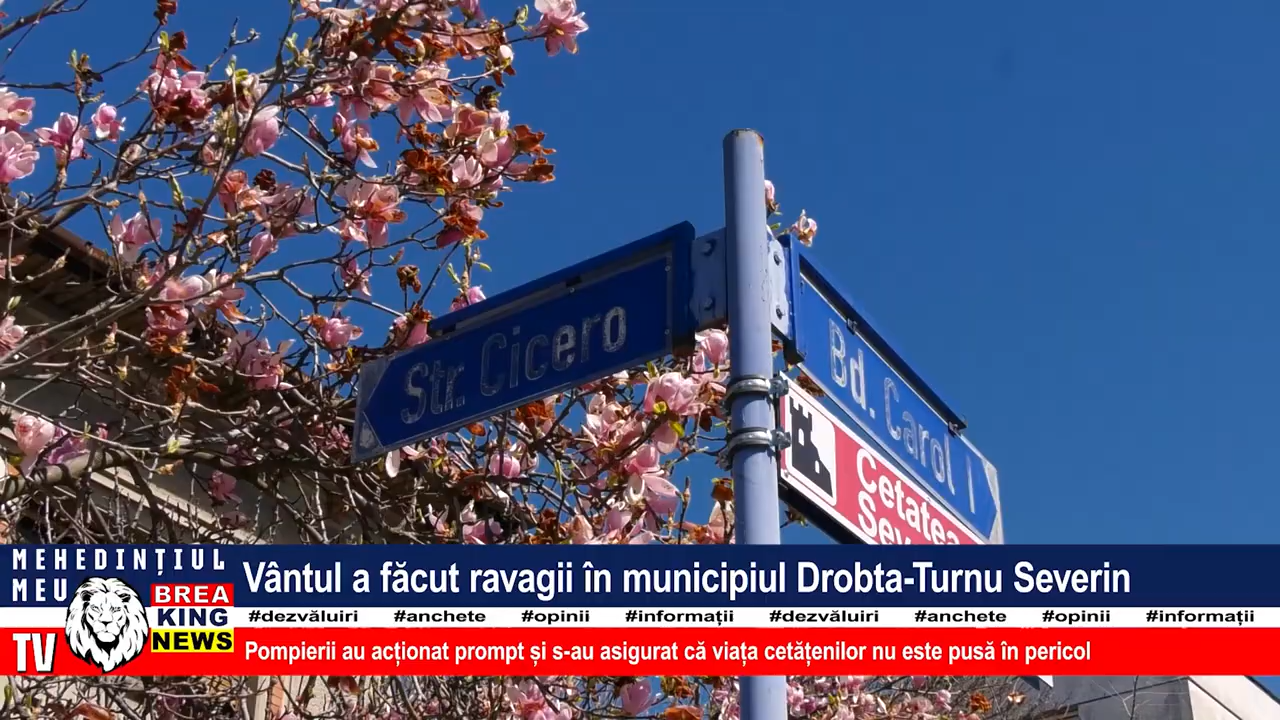 Str. Cicero
Bd. Carol I
Cetatea
MEHEDINȚIUL
MEU
TV
BREA
KING
NEWS
Vântul a făcut ravagii în municipiul Drobta-Turnu Severin
#dezvăluiri #anchete #opinii #informații #dezvăluiri #anchete #opinii #informații
Pompierii au acționat prompt și s-au asigurat că viața cetățenilor nu este pusă în pericol